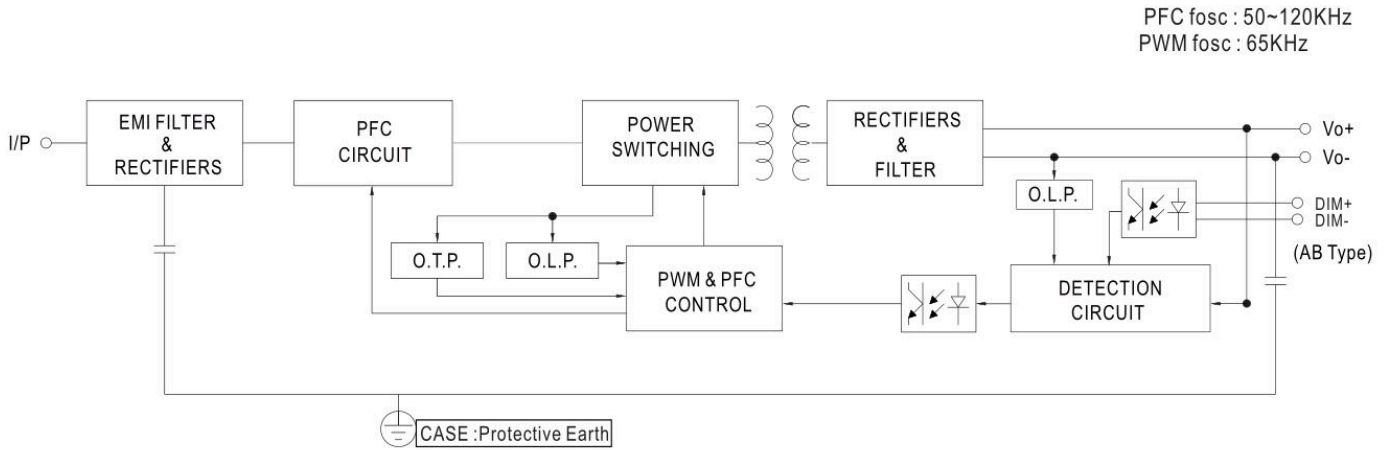 PFC fosc : 50~120KHz
PWM fosc : 65KHz
I/P
EMI FILTER
&
RECTIFIERS
PFC
CIRCUIT
POWER
SWITCHING
RECTIFIERS
&
FILTER
Vo+
Vo-
O.L.P.
DIM+
DIM-
(AB Type)
O.T.P.
O.L.P.
PWM & PFC
CONTROL
DETECTION
CIRCUIT
CASE :Protective Earth